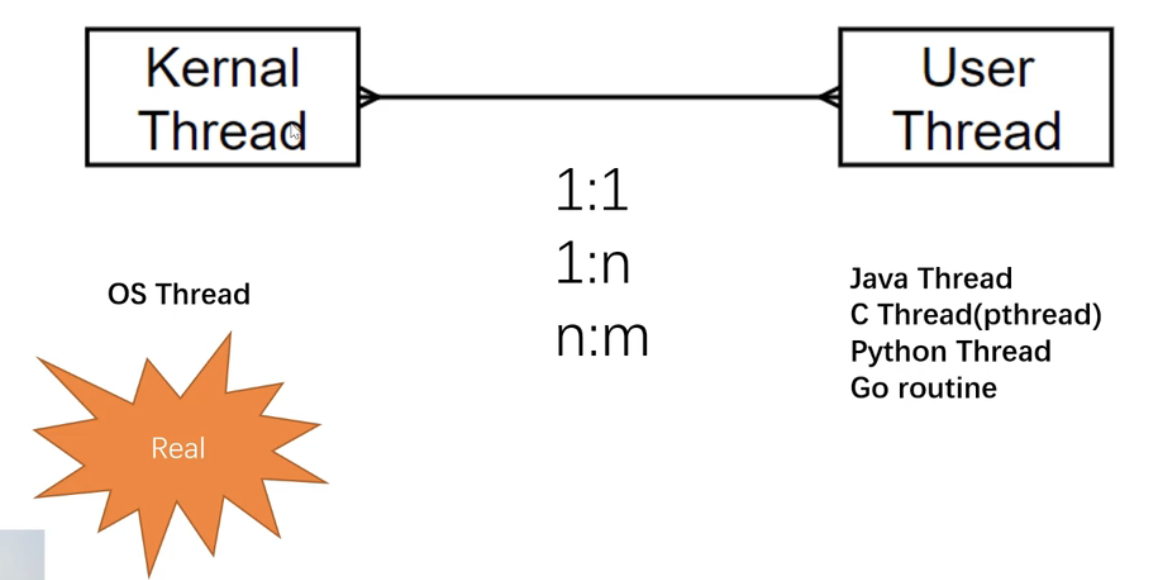 Kernal
Thread
User
Thread
1:1
1:n
n:m
OS Thread
Java Thread
C Thread(pthread)
Python Thread
Go routine
Real